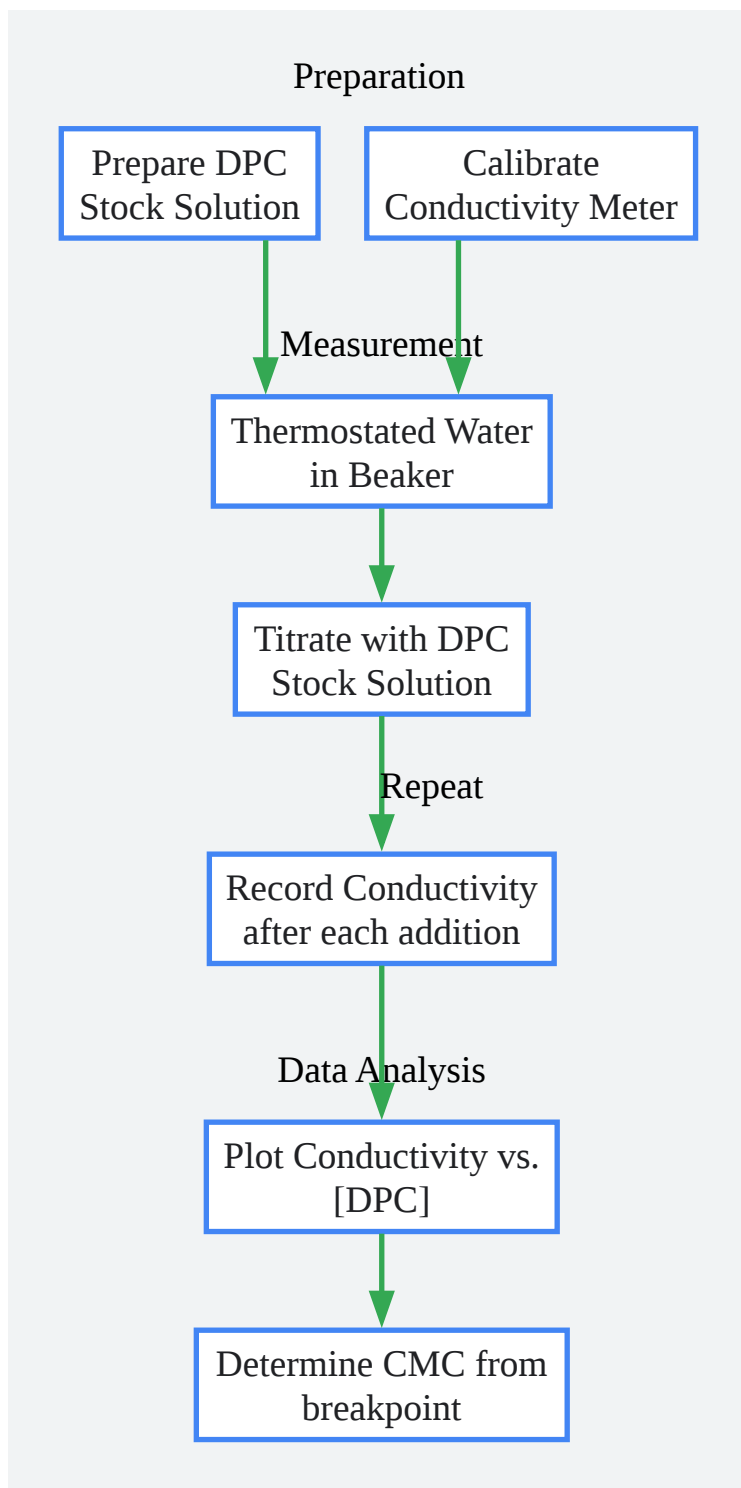 Preparation
Prepare DPC
Stock Solution
Calibrate
Conductivity Meter
Measurement
Thermostated Water
in Beaker
Titrate with DPC
Stock Solution
Repeat
Record Conductivity
after each addition
Data Analysis
Plot Conductivity vs.
[DPC]
Determine CMC from
breakpoint